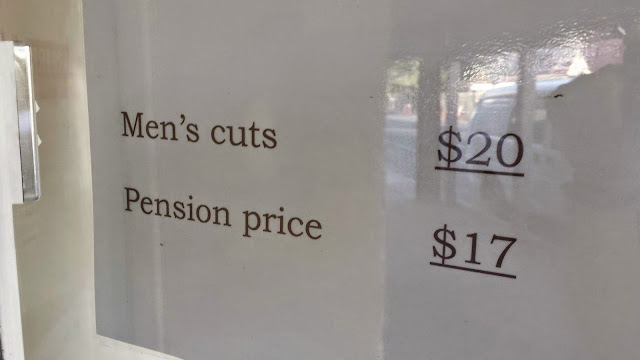 Men's cuts $20
Pension price $17